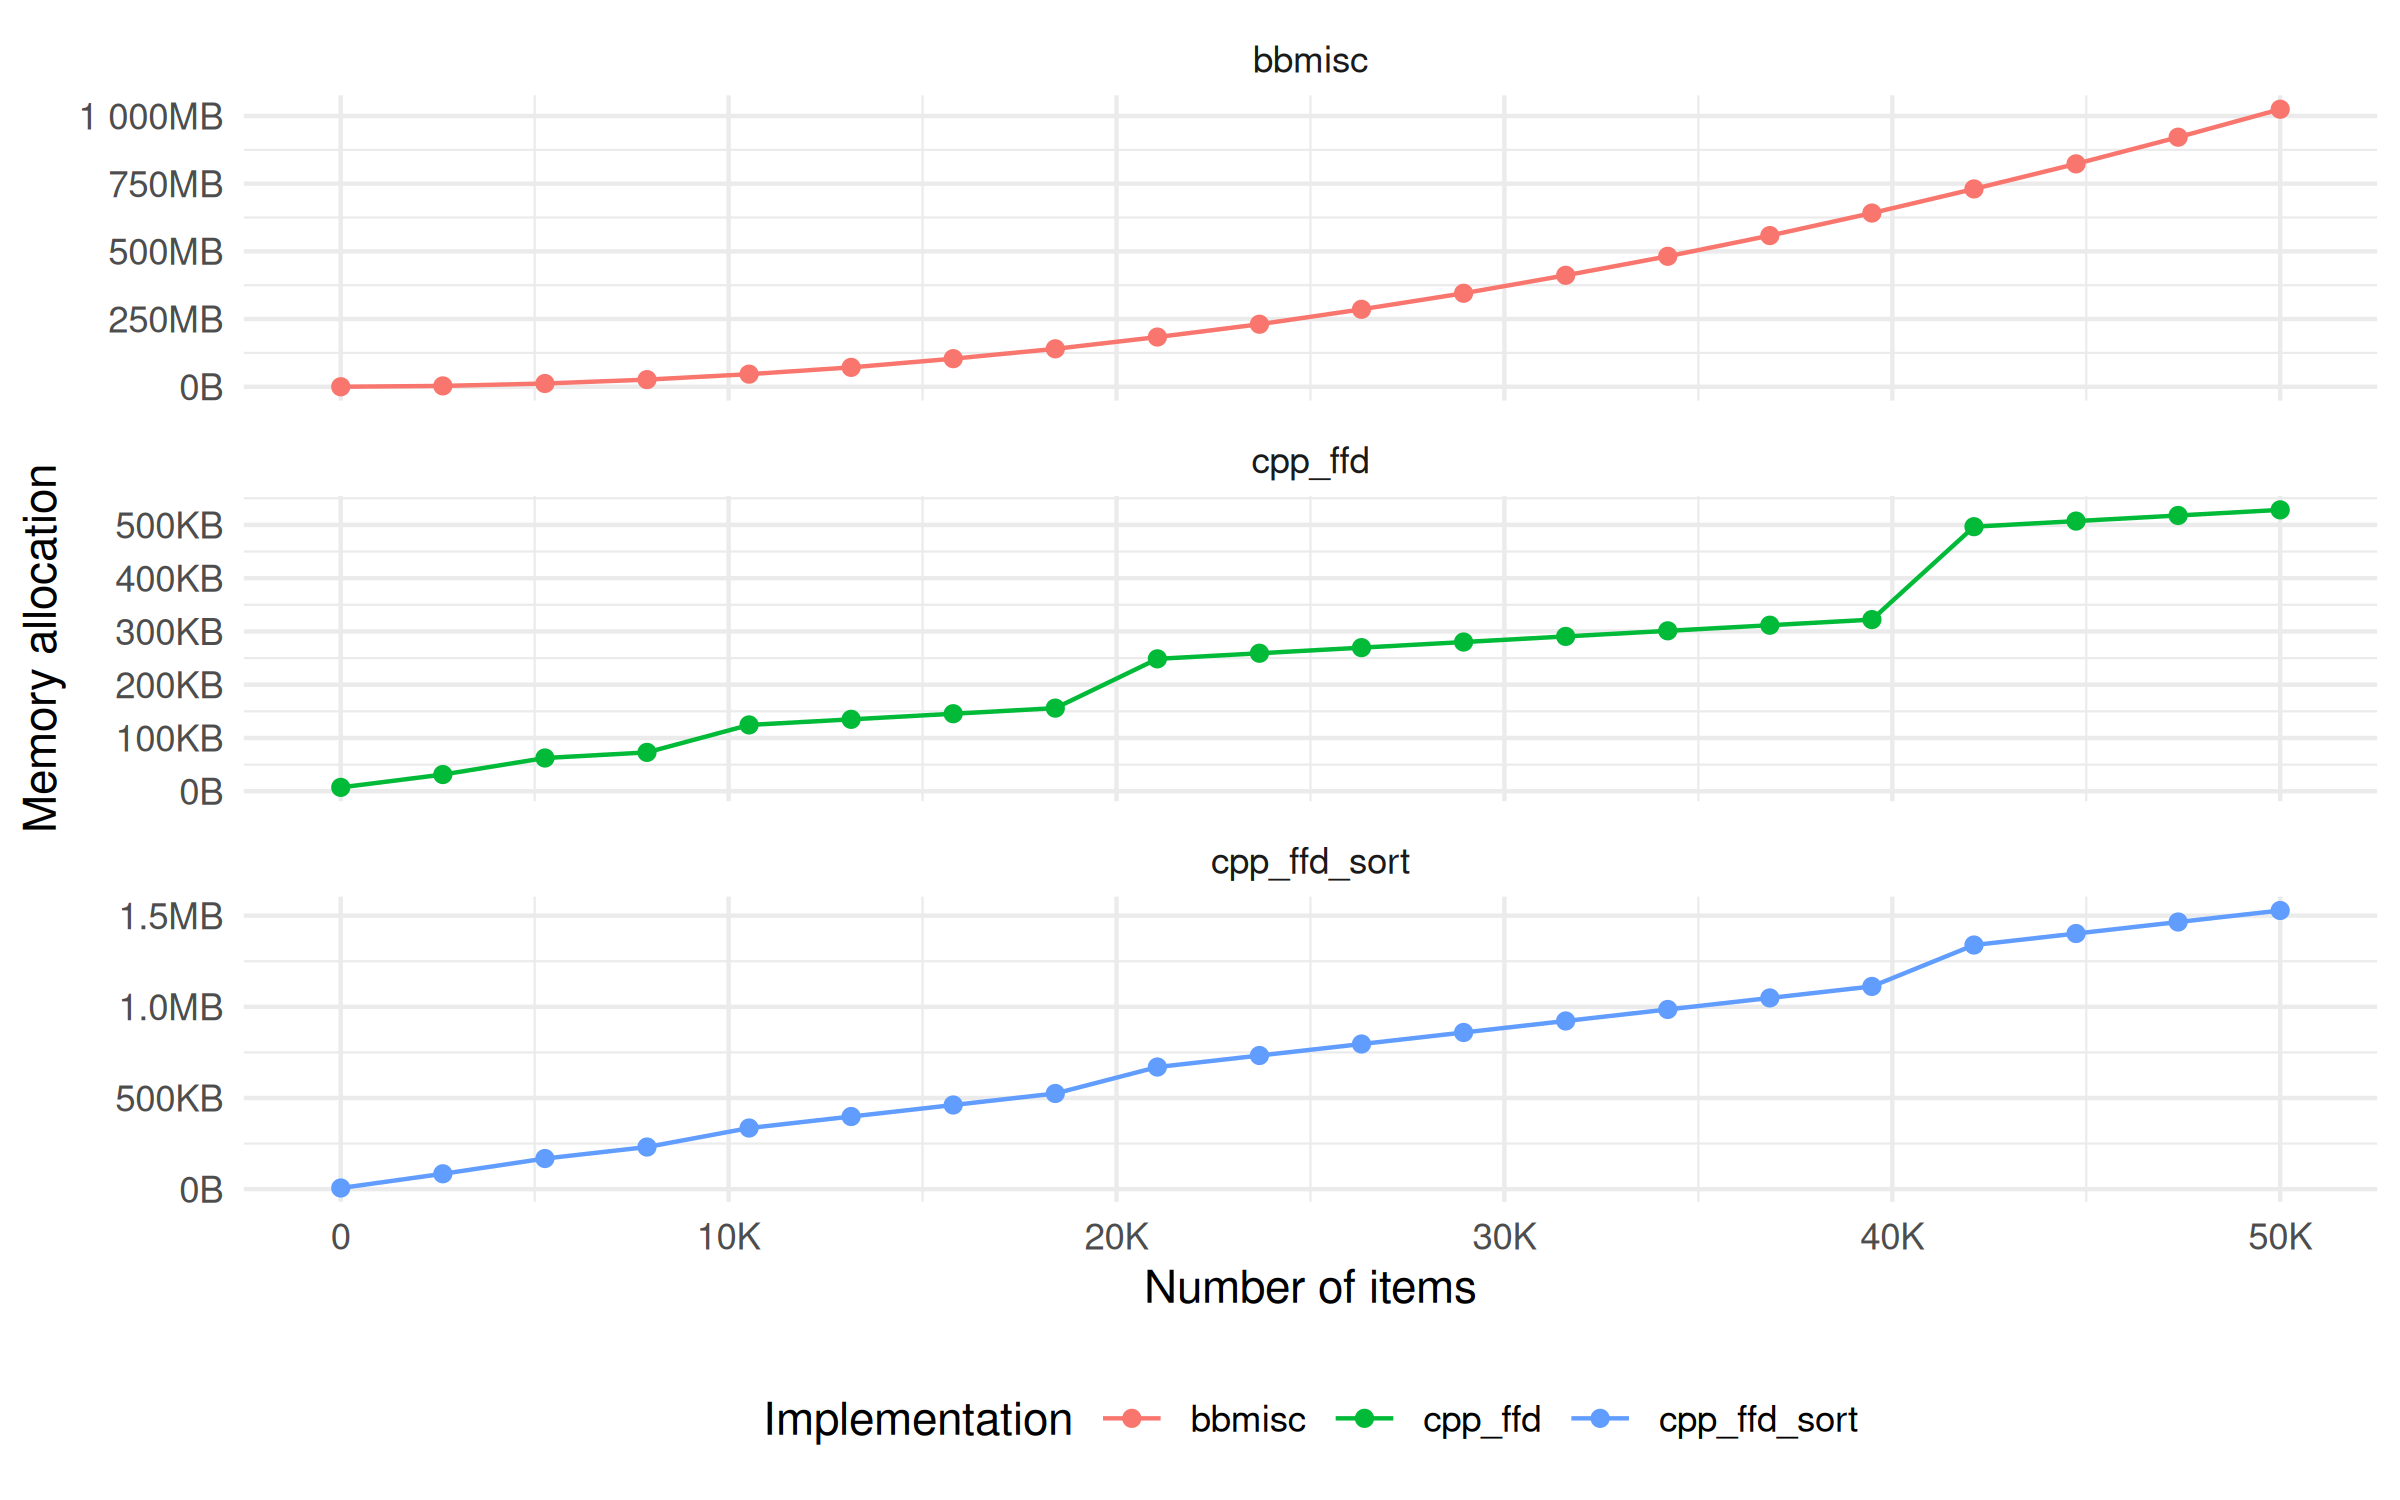 bbmisc
1 000MB
750MB
500MB
250MB
0B
cpp_ffd
500KB
400KB
300KB
200KB
100KB
0B
Memory allocation
cpp_ffd_sort
1.5MB
1.0MB
500KB
0B
0 10K 20K 30K 40K 50K
Number of items
Implementation bbmisc cpp_ffd cpp_ffd_sort